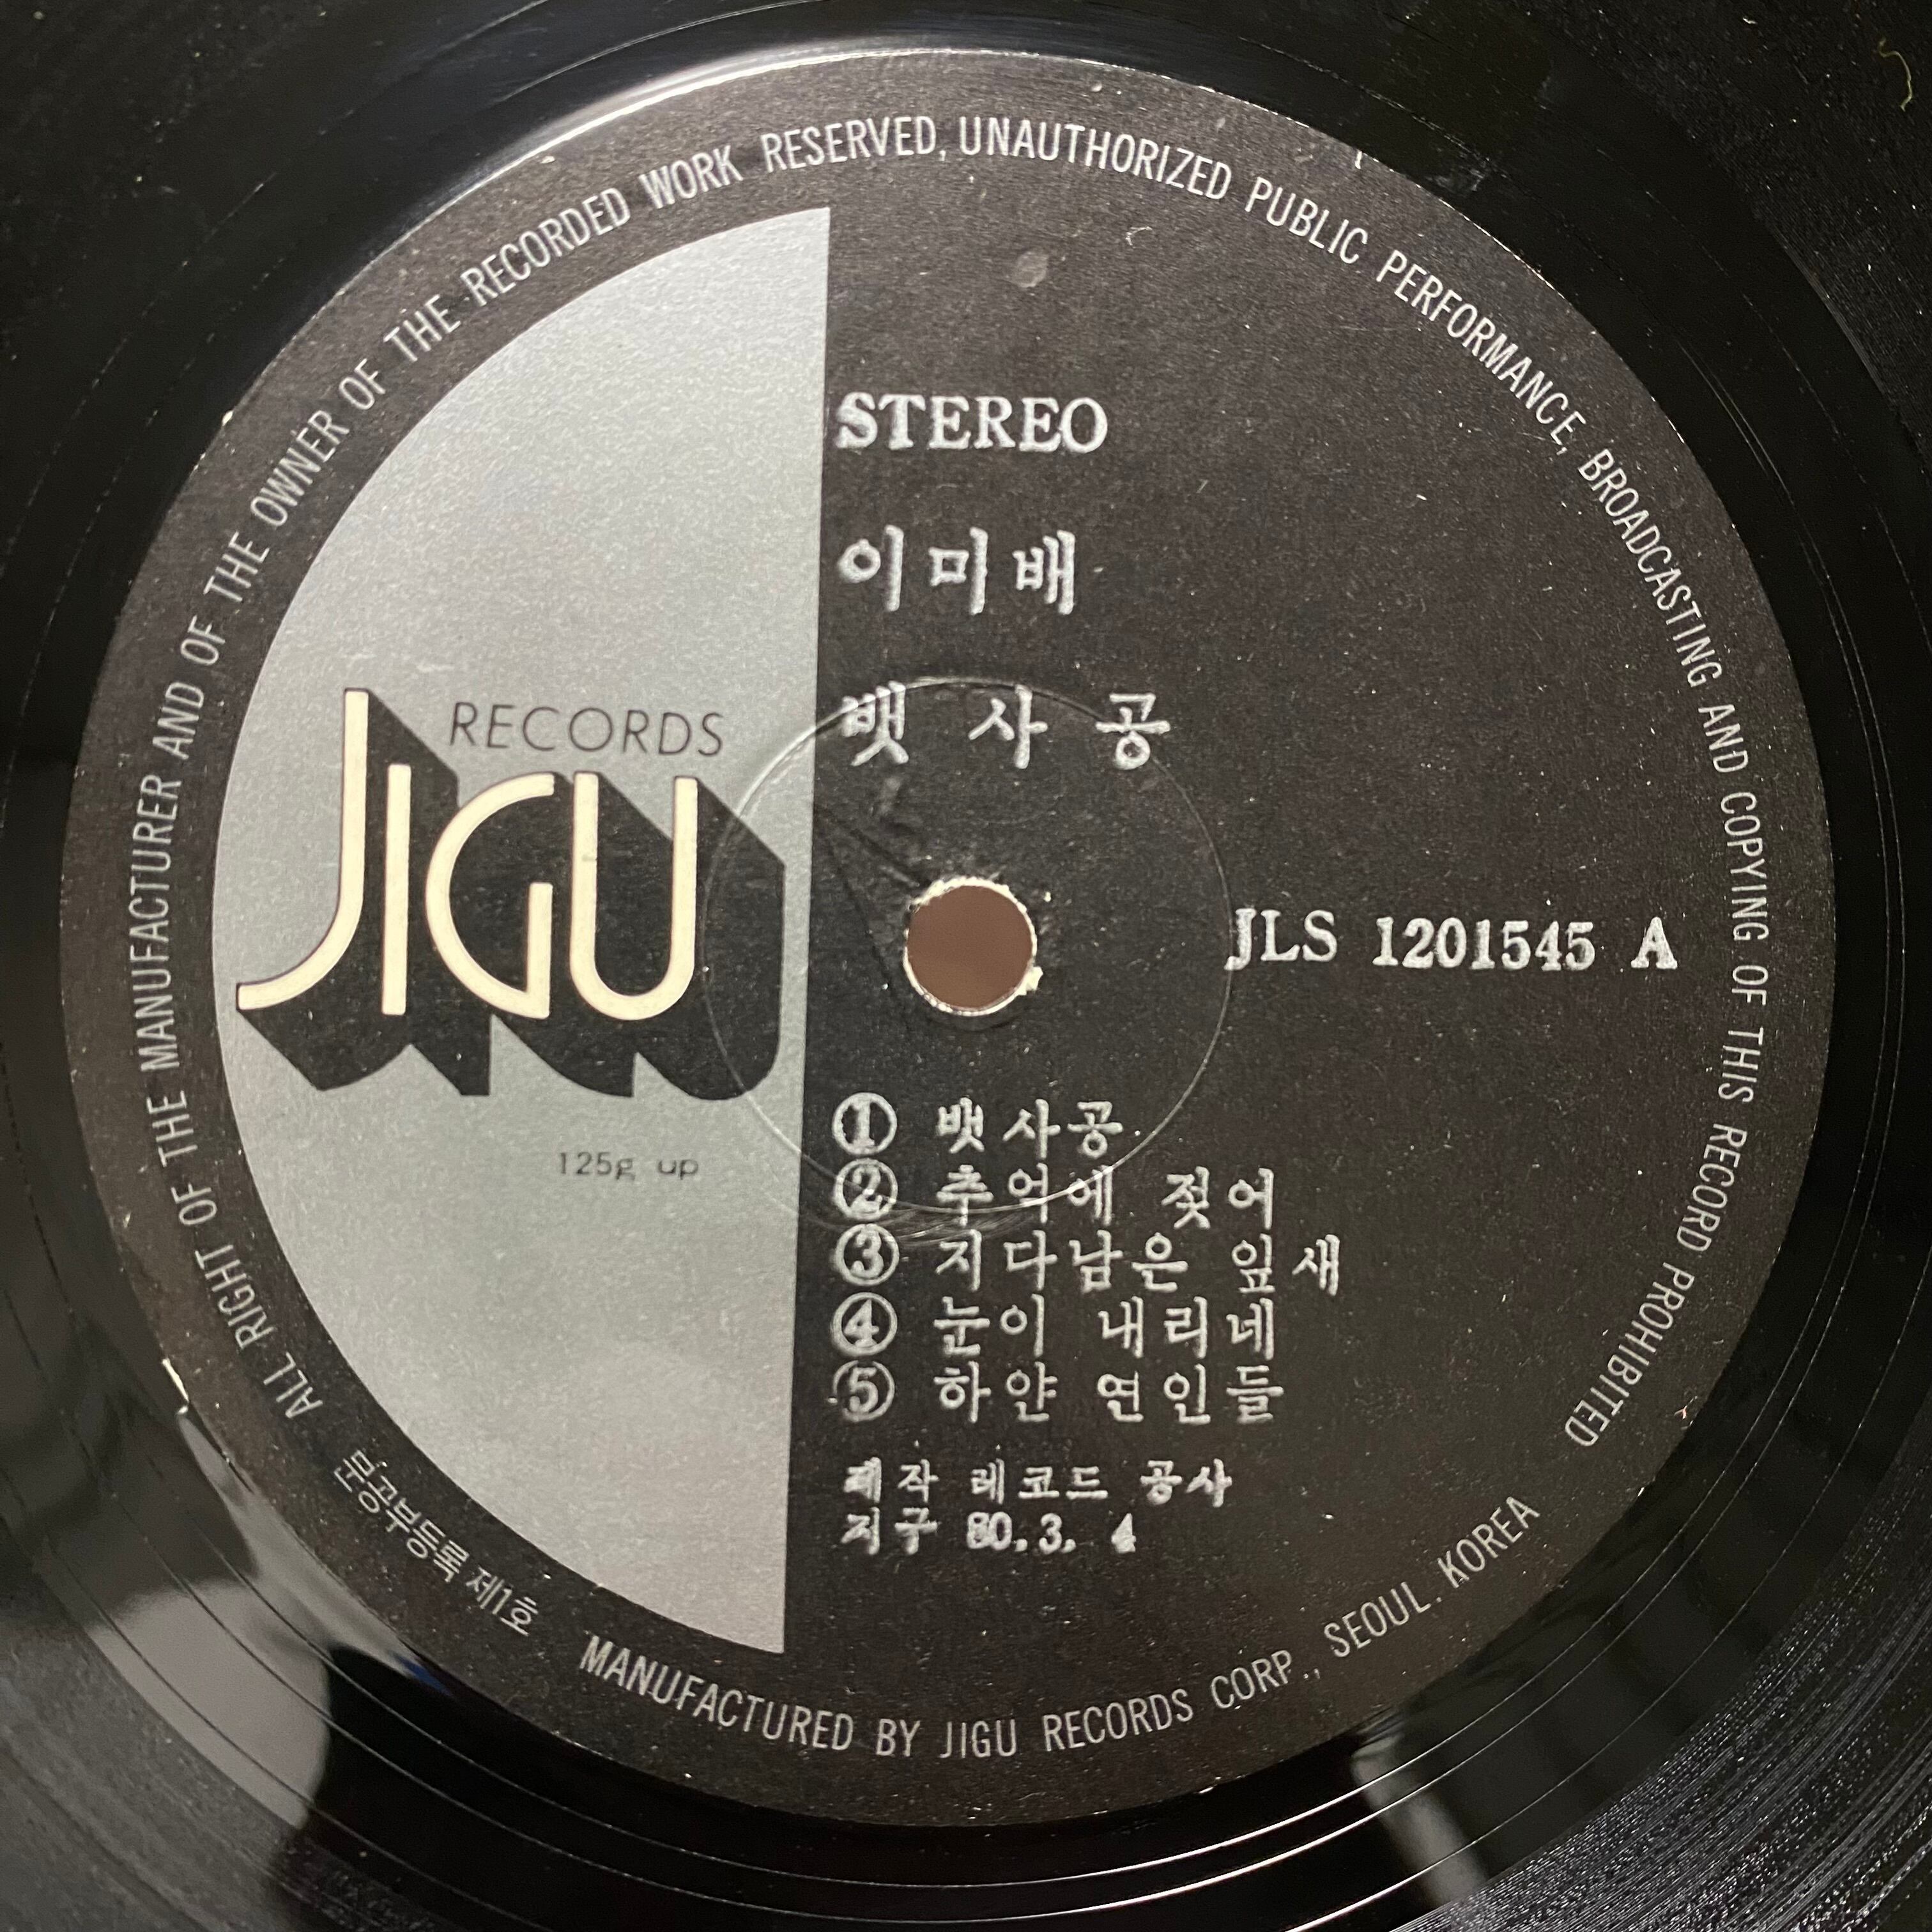 ALL RIGHT OF THE MANUFACTURER AND OF THE OWNER OF THE RECORDED WORK RESERVED, UNAUTHORIZED PUBLIC PERFORMANCE, BROADCASTING AND COPYING OF THIS RECORD PROHIBITED
STEREO
이미배
뱃사공
RECORDS
JIGU
JLS 1201545 A
125g up
① 뱃사공
② 추억에 젖어
③ 지다남은 잎새
④ 눈이 내리네
⑤ 하얀 연인들
제작 레코드 공사
지구 80.3. 4
문공부등록 제1호
MANUFACTURED BY JIGU RECORDS CORP., SEOUL. KOREA